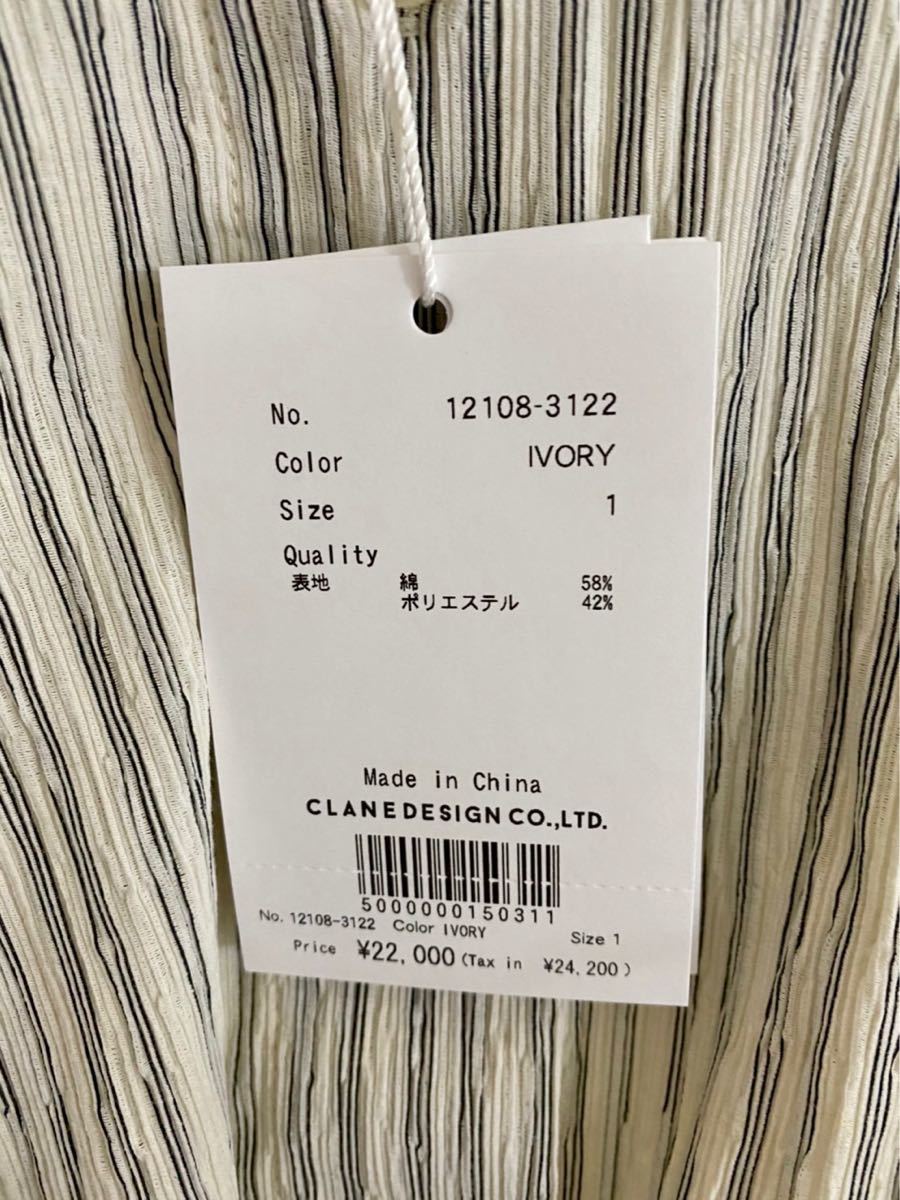 No. 12108-3122
Color IVORY
Size 1
Quality
表地 綿 58%
ポリエステル 42%
Made in China
CLANE DESIGN CO.,LTD.
5000000150311
No. 12108-3122 Color IVORY Size 1
Price ¥22,000 (Tax in ¥24,200)